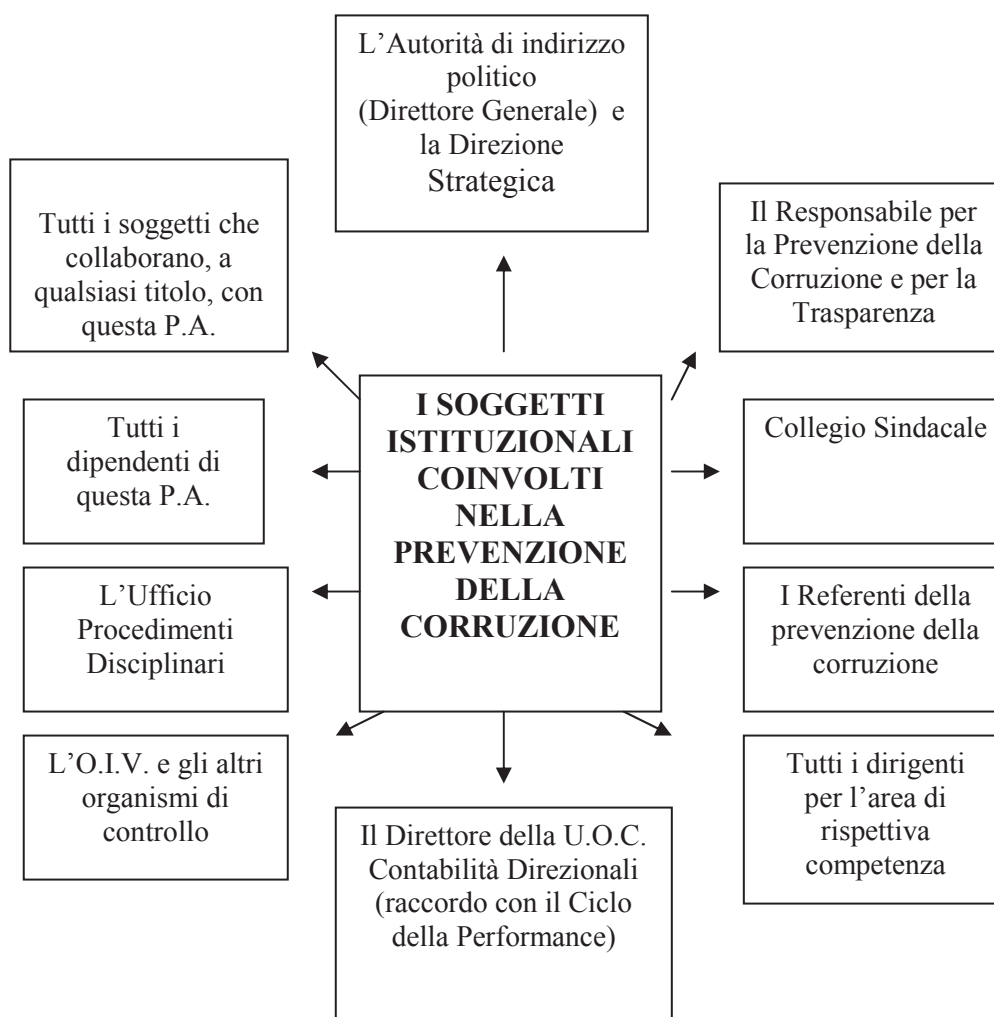 L’Autorità di indirizzo
politico
(Direttore Generale) e
la Direzione
Strategica
Tutti i soggetti che
collaborano, a
qualsiasi titolo, con
questa P.A.
Il Responsabile per
la Prevenzione della
Corruzione e per la
Trasparenza
I SOGGETTI
ISTITUZIONALI
COINVOLTI
NELLA
PREVENZIONE
DELLA
CORRUZIONE
Tutti i
dipendenti di
questa P.A.
Collegio Sindacale
L’Ufficio
Procedimenti
Disciplinari
I Referenti della
prevenzione della
corruzione
L’O.I.V. e gli altri
organismi di
controllo
Tutti i dirigenti
per l’area di
rispettiva
competenza
Il Direttore della U.O.C.
Contabilità Direzionali
(raccordo con il Ciclo
della Performance)